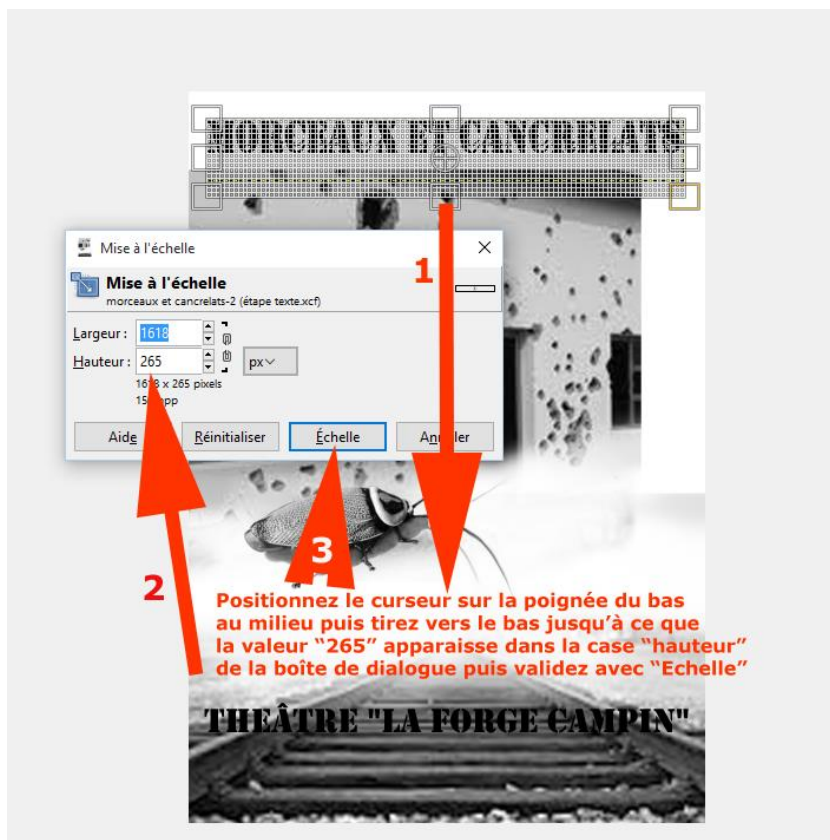 MORCEAUX ET CANCRELATS
Mise à l'échelle
1
Mise à l'échelle
morceaux et cancrelats-2 (étape texte.xcf)
Largeur : 1618
Hauteur : 265 px
1618 x 265 pixels
Aide Réinitialiser Échelle Annuler
3
2
Positionnez le curseur sur la poignée du bas
au milieu puis tirez vers le bas jusqu'à ce que
la valeur “265” apparaisse dans la case “hauteur”
de la boîte de dialogue puis validez avec “Echelle”
THEÂTRE "LA FORGE CAMPIN"